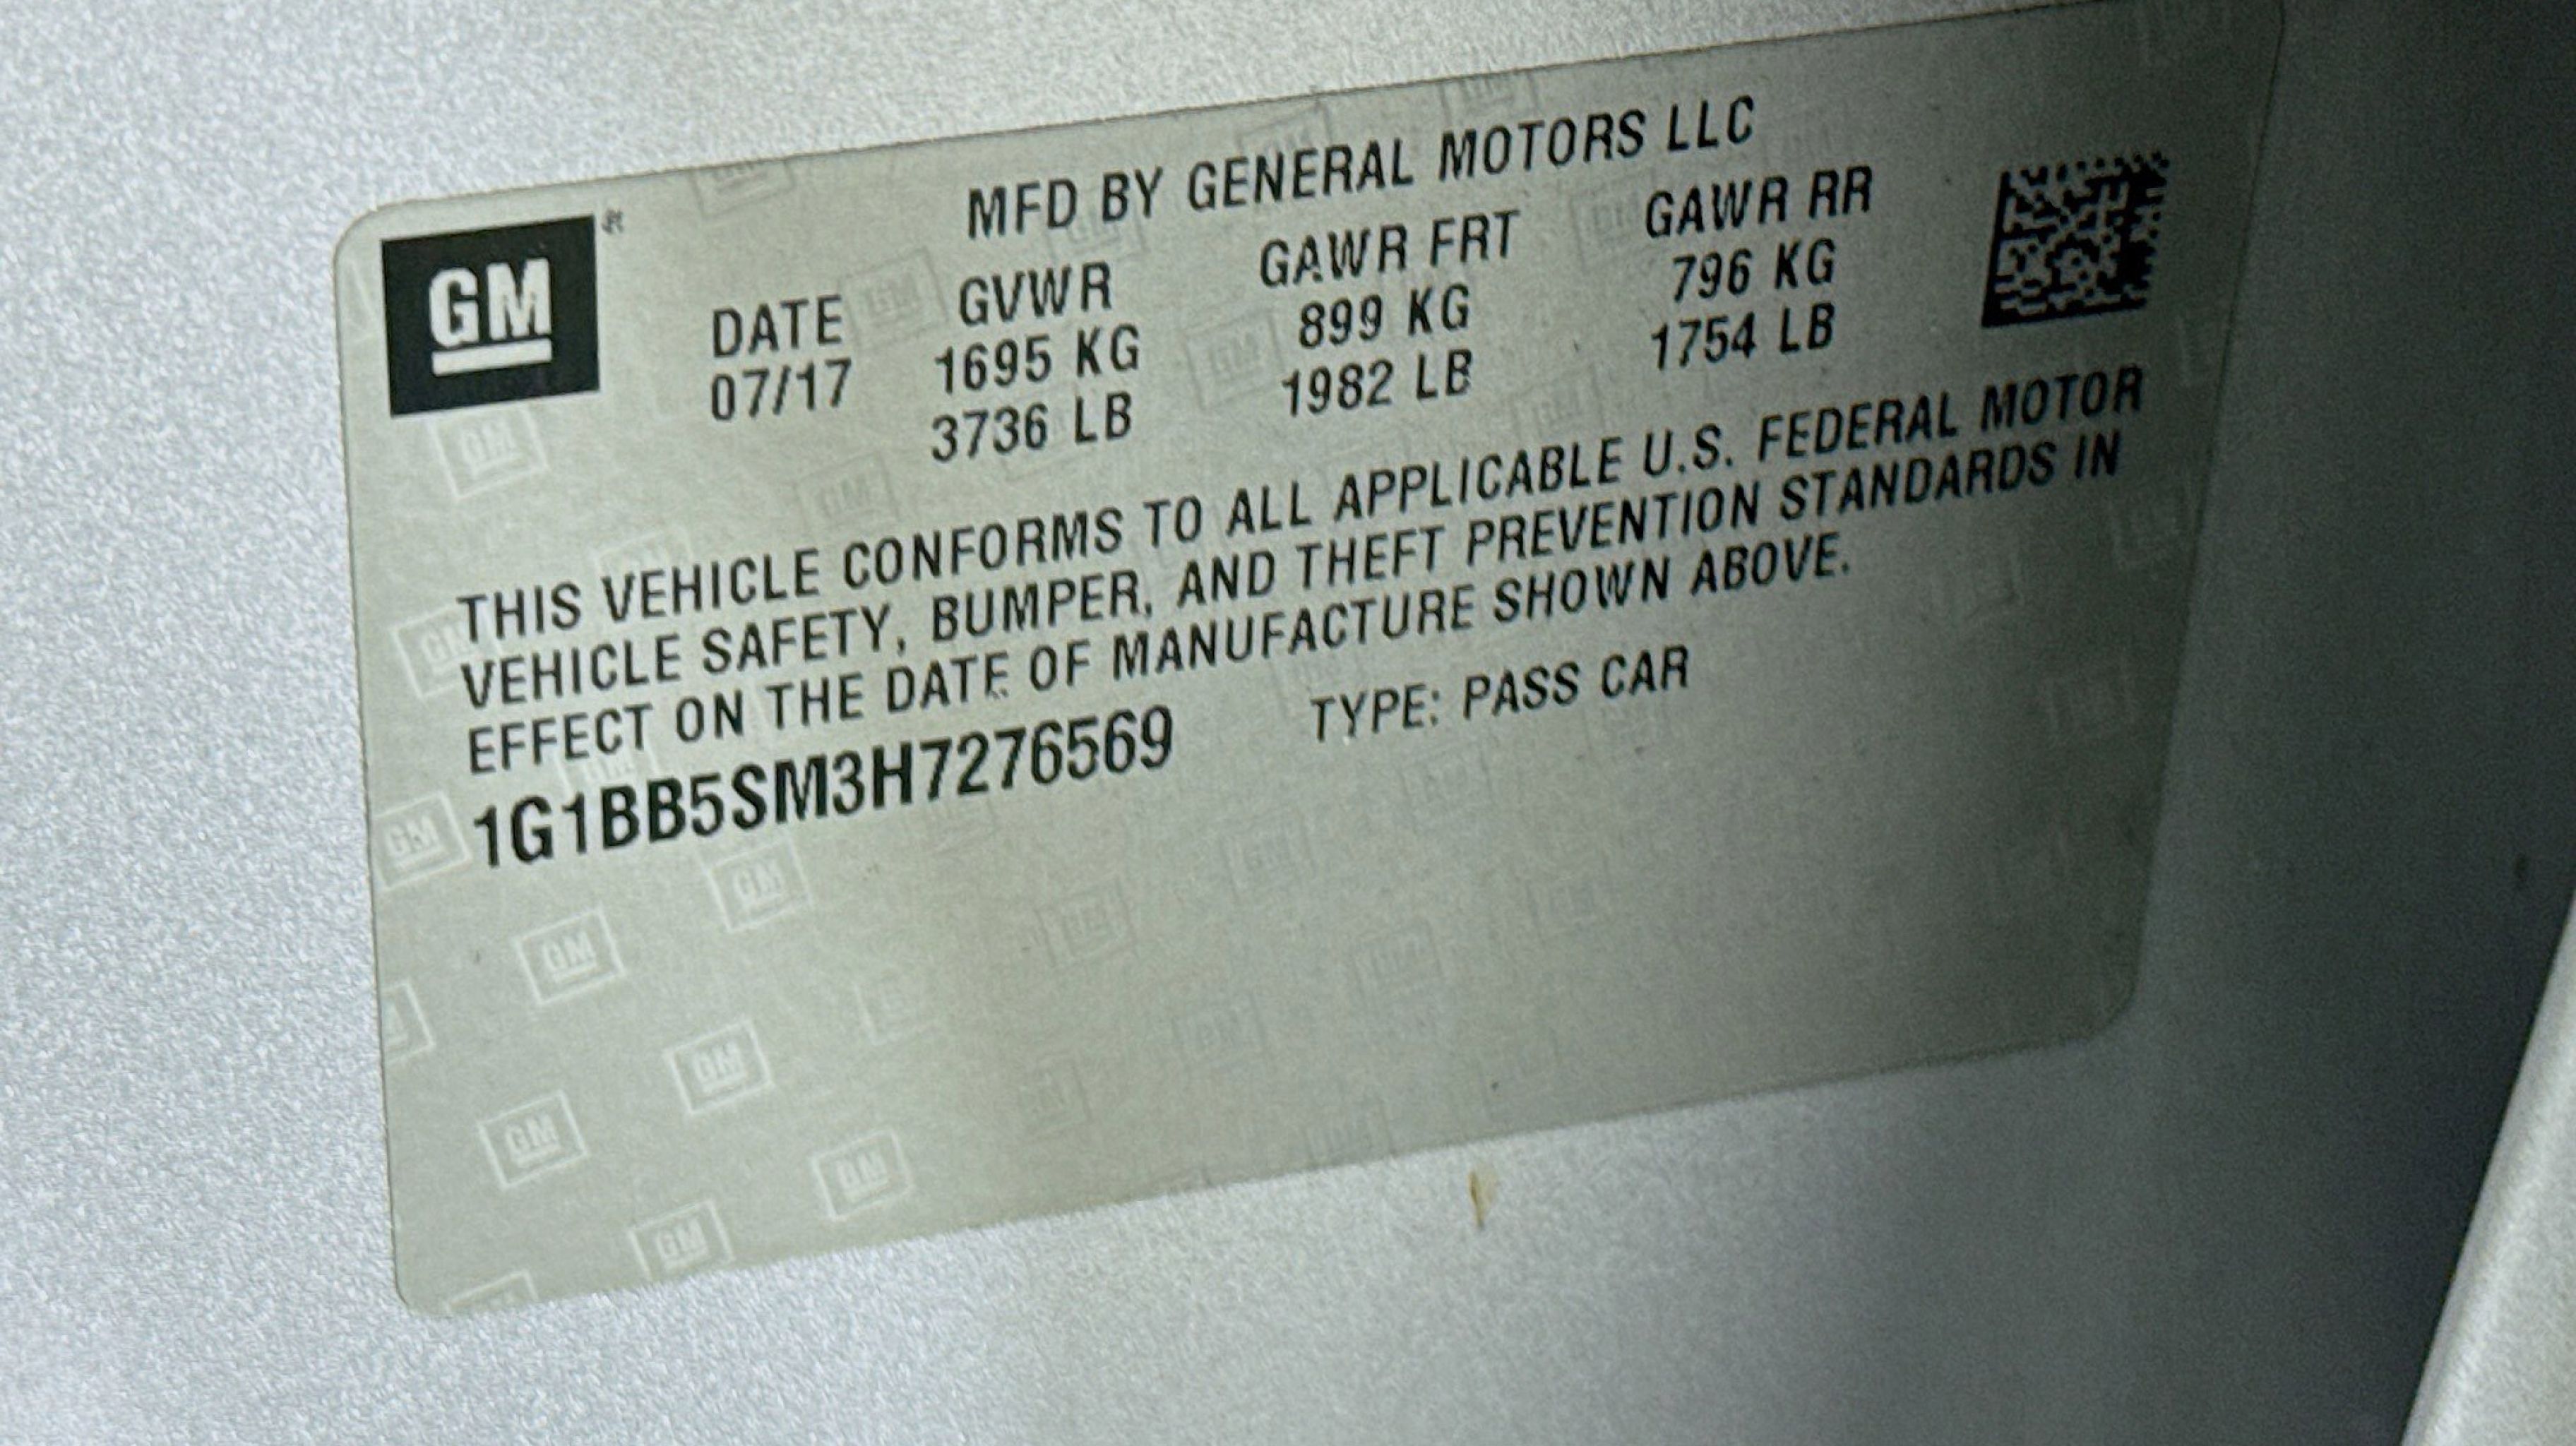 GM
MFD BY GENERAL MOTORS LLC
DATE GVWR GAWR FRT GAWR RR
07/17 1695 KG 899 KG 796 KG
3736 LB 1982 LB 1754 LB
THIS VEHICLE CONFORMS TO ALL APPLICABLE U.S. FEDERAL MOTOR
VEHICLE SAFETY, BUMPER, AND THEFT PREVENTION STANDARDS IN
EFFECT ON THE DATE OF MANUFACTURE SHOWN ABOVE.
1G1BB5SM3H7276569 TYPE: PASS CAR